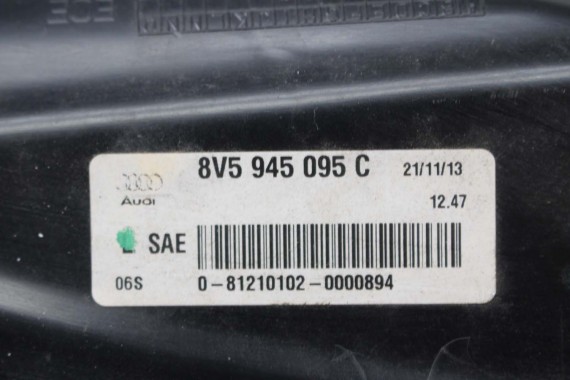 8V5 945 095 C 21/11/13
Audi 12.47
L SAE
06S 0-81210102-0000894